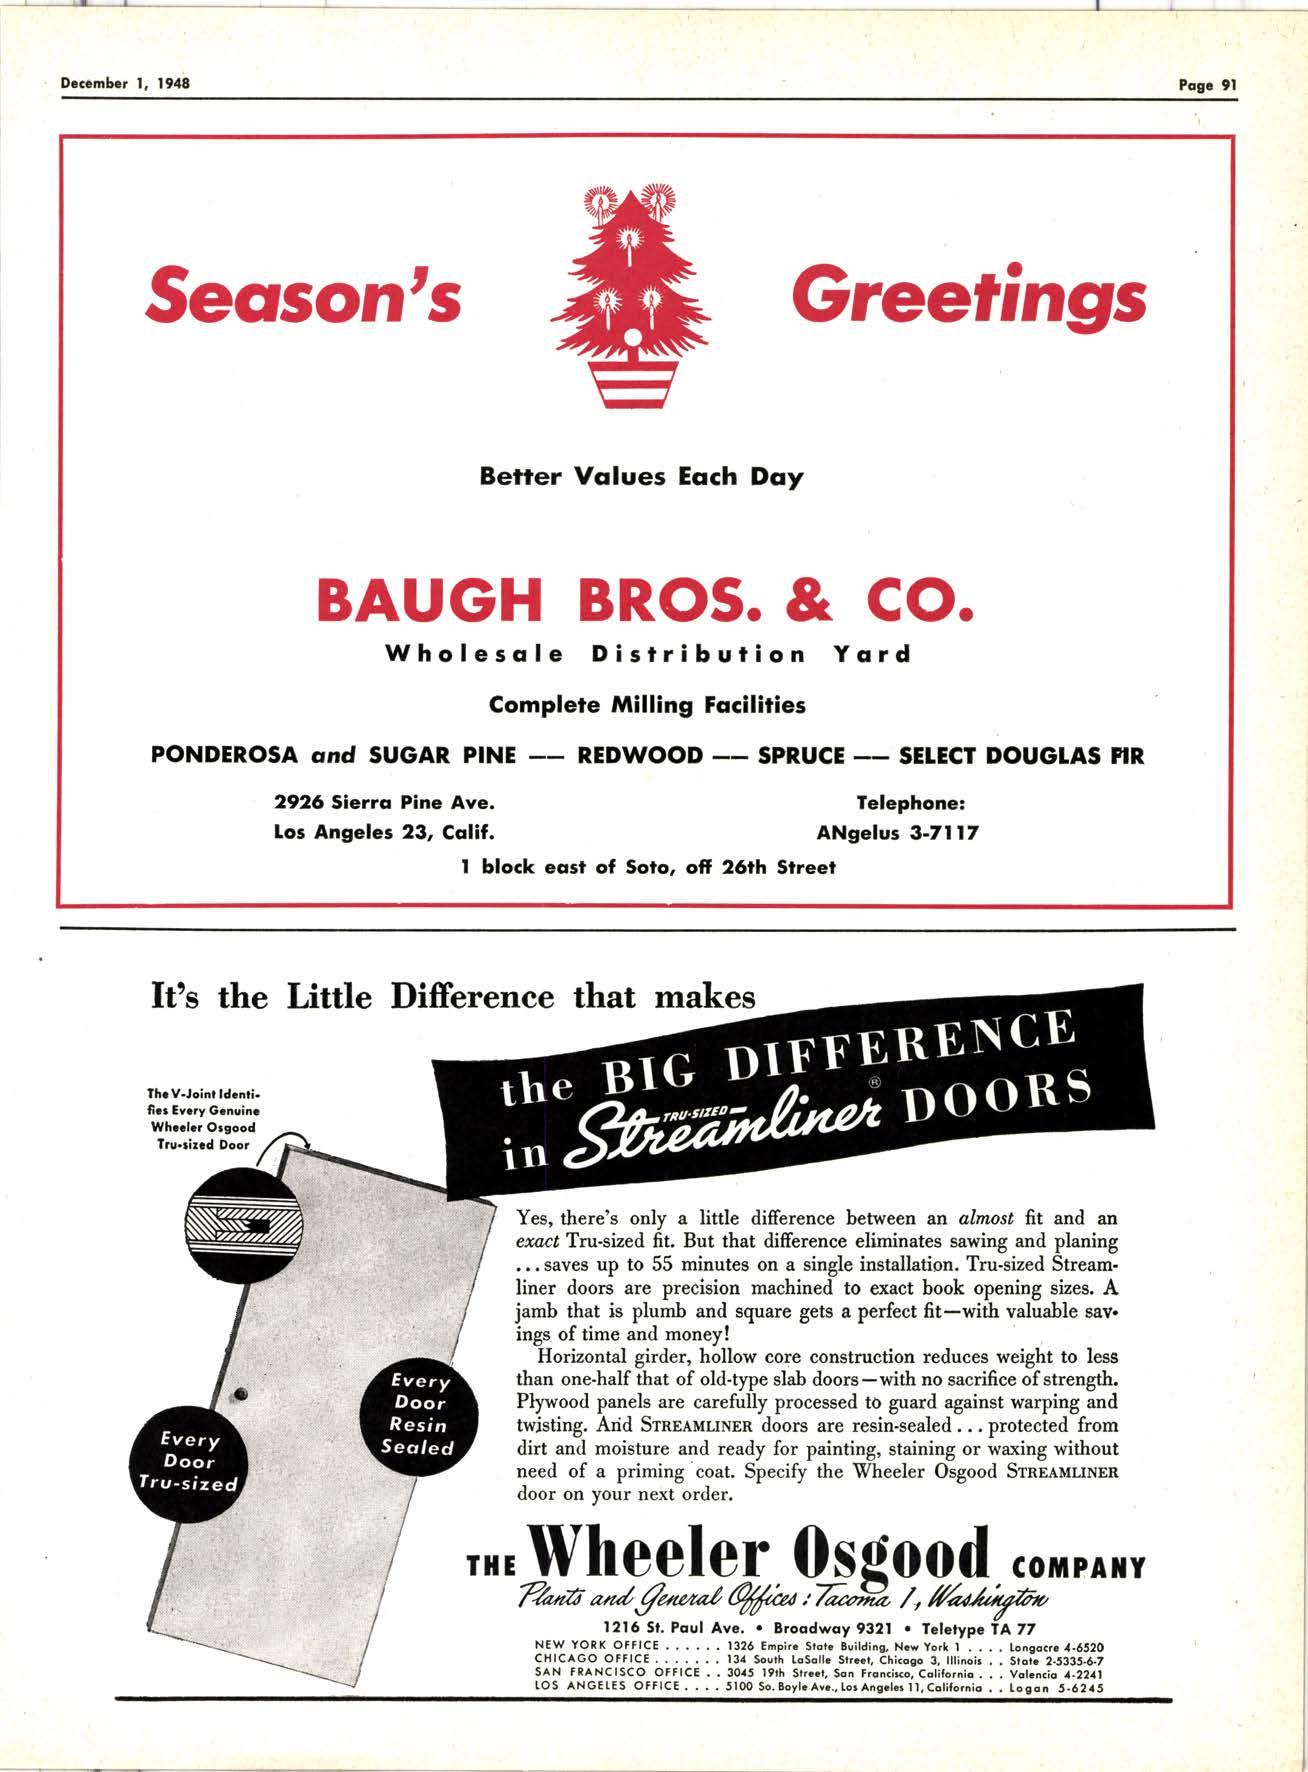 December 1, 1948
Page 91
Season's Greetings
Better Values Each Day
BAUGH BROS. & CO.
Wholesale Distribution Yard
Complete Milling Facilities
PONDEROSA and SUGAR PINE -- REDWOOD -- SPRUCE -- SELECT DOUGLAS FIR
2926 Sierra Pine Ave.
Los Angeles 23, Calif.
Telephone:
ANgelus 3-7117
1 block east of Soto, off 26th Street
It's the Little Difference that makes
the BIG DIFFERENCE
in TRU-SIZED Streamliner ® DOORS
The V-Joint Identi-
fies Every Genuine
Wheeler Osgood
Tru-sized Door
Every
Door
Resin
Sealed
Every
Door
Tru-sized
Yes, there's only a little difference between an almost fit and an
exact Tru-sized fit. But that difference eliminates sawing and planing
...saves up to 55 minutes on a single installation. Tru-sized Stream-
liner doors are precision machined to exact book opening sizes. A
jamb that is plumb and square gets a perfect fit—with valuable sav-
ings of time and money!
Horizontal girder, hollow core construction reduces weight to less
than one-half that of old-type slab doors—with no sacrifice of strength.
Plywood panels are carefully processed to guard against warping and
twisting. And STREAMLINER doors are resin-sealed ... protected from
dirt and moisture and ready for painting, staining or waxing without
need of a priming coat. Specify the Wheeler Osgood STREAMLINER
door on your next order.
THE Wheeler Osgood COMPANY
Plants and General Offices: Tacoma 1, Washington
1216 St. Paul Ave. • Broadway 9321 • Teletype TA 77
NEW YORK OFFICE ...... 1326 Empire State Building, New York 1 .... Longacre 4-6520
CHICAGO OFFICE ....... 134 South LaSalle Street, Chicago 3, Illinois .. State 2-5335-6-7
SAN FRANCISCO OFFICE .. 3045 19th Street, San Francisco, California ... Valencia 4-2241
LOS ANGELES OFFICE .... 5100 So. Boyle Ave., Los Angeles 11, California .. Logan 5-6245